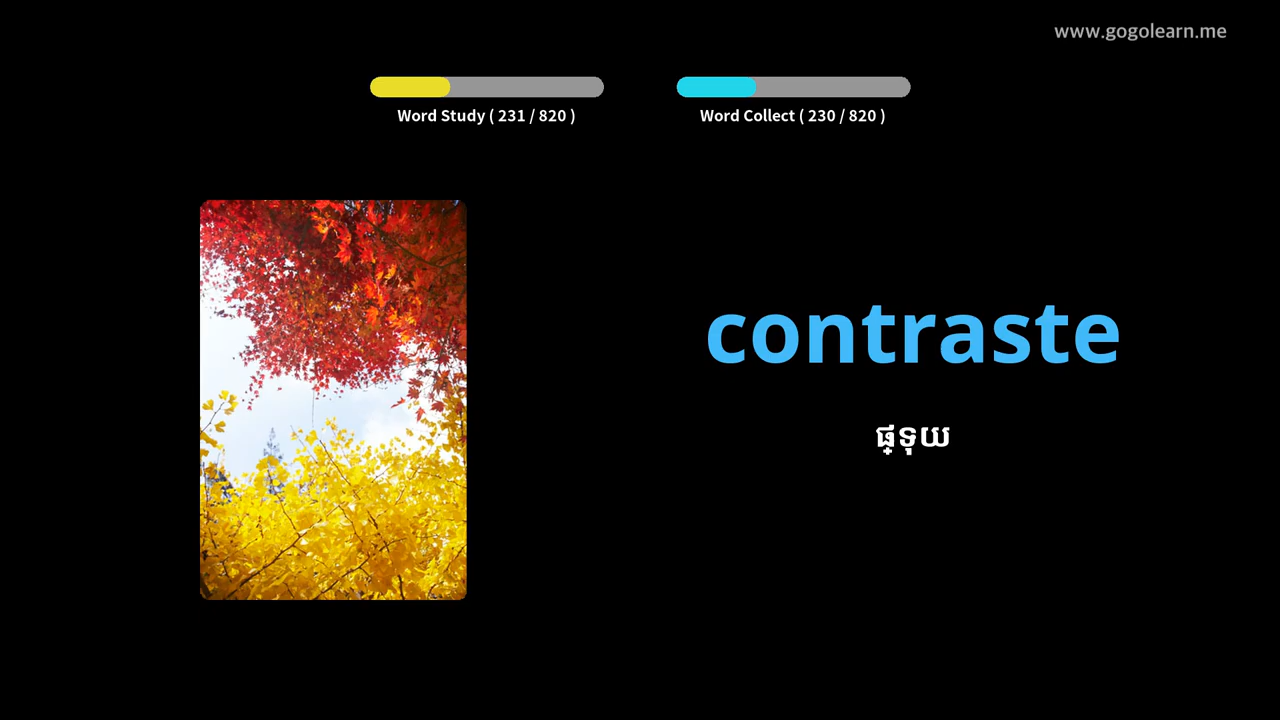 www.gogolearn.me
Word Study ( 231 / 820 )
Word Collect ( 230 / 820 )
contraste
ផ្ទុយ